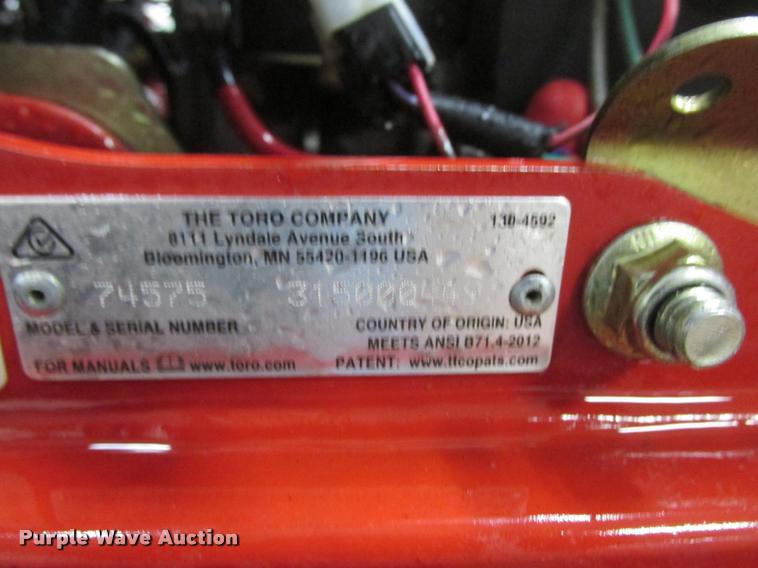 THE TORO COMPANY 130-4592
8111 Lyndale Avenue South
Bloomington, MN 55420-1196 USA
74575 315000449
MODEL & SERIAL NUMBER COUNTRY OF ORIGIN: USA
MEETS ANSI B71.4-2012
FOR MANUALS www.toro.com PATENT: www.ttcopats.com
Purple Wave Auction